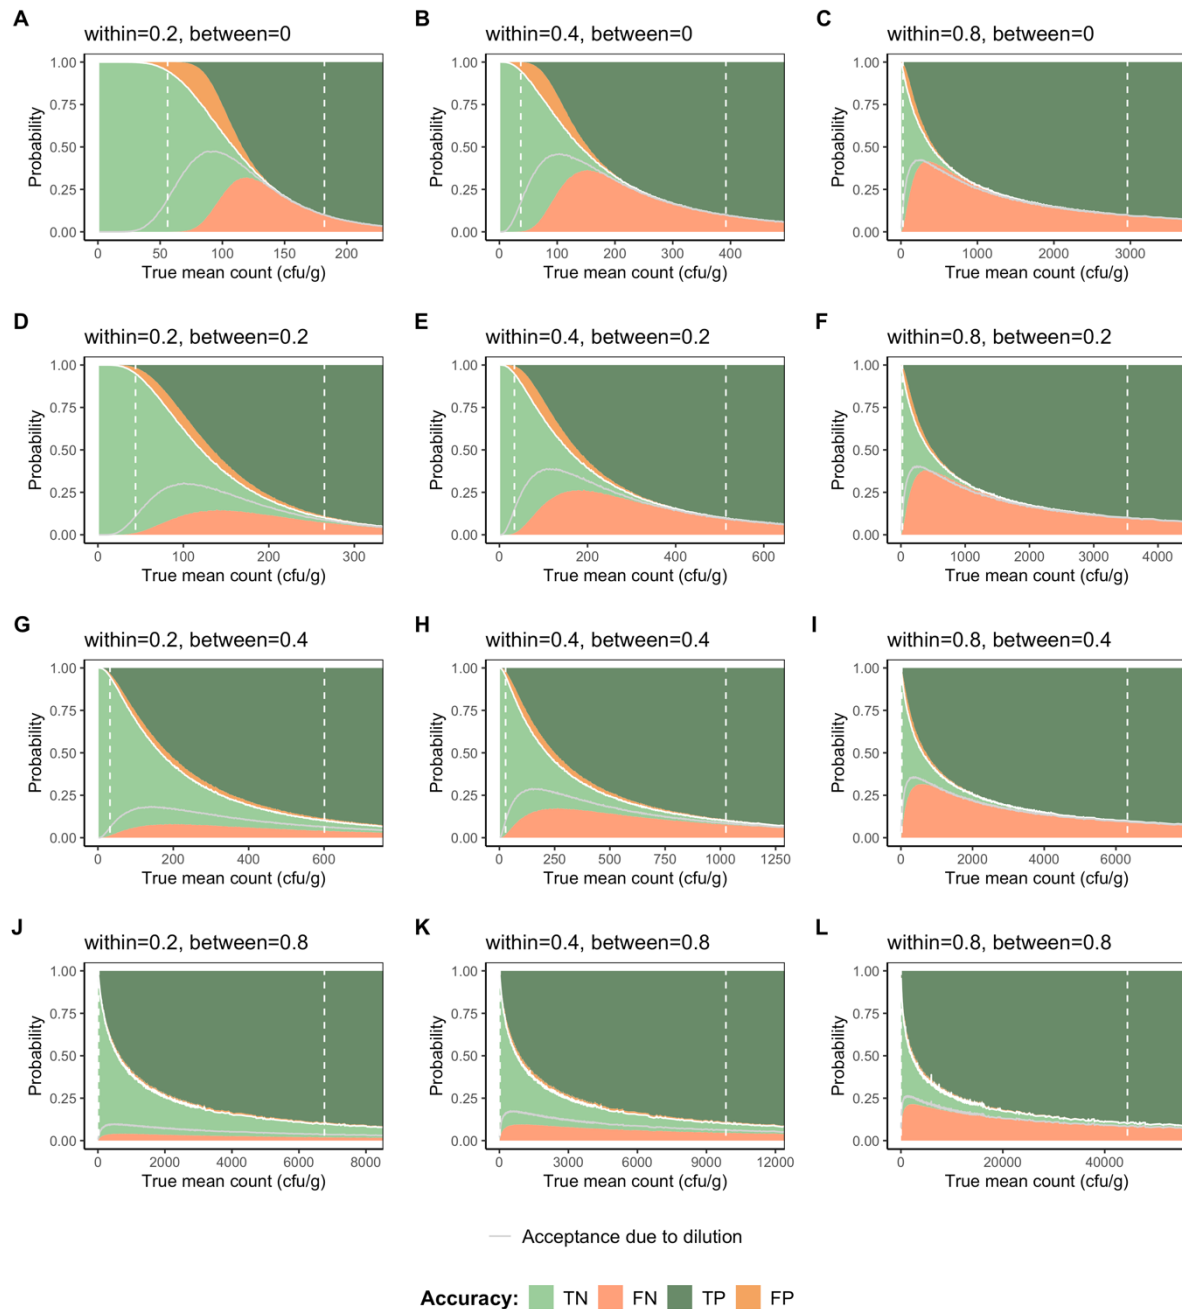 A
within=0.2, between=0
Probability
1.00
0.75
0.50
0.25
0.00
0 50 100 150 200
True mean count (cfu/g)
B
within=0.4, between=0
Probability
1.00
0.75
0.50
0.25
0.00
0 100 200 300 400
True mean count (cfu/g)
C
within=0.8, between=0
Probability
1.00
0.75
0.50
0.25
0.00
0 1000 2000 3000
True mean count (cfu/g)
D
within=0.2, between=0.2
Probability
1.00
0.75
0.50
0.25
0.00
0 100 200 300
True mean count (cfu/g)
E
within=0.4, between=0.2
Probability
1.00
0.75
0.50
0.25
0.00
0 200 400 600
True mean count (cfu/g)
F
within=0.8, between=0.2
Probability
1.00
0.75
0.50
0.25
0.00
0 1000 2000 3000 4000
True mean count (cfu/g)
G
within=0.2, between=0.4
Probability
1.00
0.75
0.50
0.25
0.00
0 200 400 600
True mean count (cfu/g)
H
within=0.4, between=0.4
Probability
1.00
0.75
0.50
0.25
0.00
0 250 500 750 1000 1250
True mean count (cfu/g)
I
within=0.8, between=0.4
Probability
1.00
0.75
0.50
0.25
0.00
0 2000 4000 6000
True mean count (cfu/g)
J
within=0.2, between=0.8
Probability
1.00
0.75
0.50
0.25
0.00
0 2000 4000 6000 8000
True mean count (cfu/g)
K
within=0.4, between=0.8
Probability
1.00
0.75
0.50
0.25
0.00
0 3000 6000 9000 12000
True mean count (cfu/g)
L
within=0.8, between=0.8
Probability
1.00
0.75
0.50
0.25
0.00
0 20000 40000
True mean count (cfu/g)
Acceptance due to dilution
Accuracy: TN FN TP FP